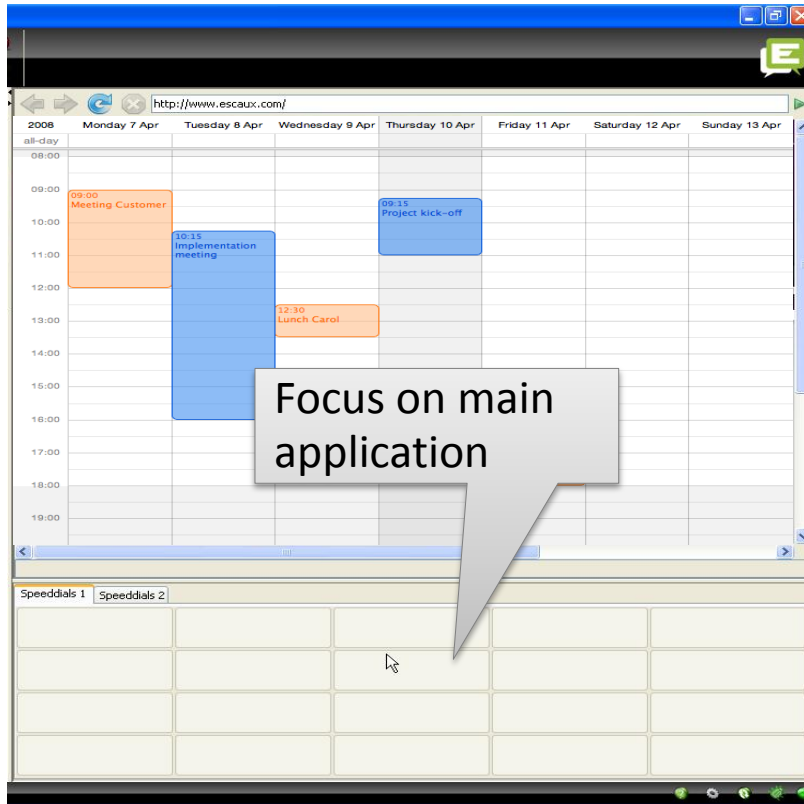 http://www.escaux.com/
2008 Monday 7 Apr Tuesday 8 Apr Wednesday 9 Apr Thursday 10 Apr Friday 11 Apr Saturday 12 Apr Sunday 13 Apr
all-day
08:00
09:00
09:00
Meeting Customer
09:15
Project kick-off
10:00
10:15
Implementation
meeting
11:00
12:00
12:30
Lunch Carol
13:00
14:00
15:00
16:00
17:00
18:00
19:00
Focus on main
application
Speeddials 1 Speeddials 2